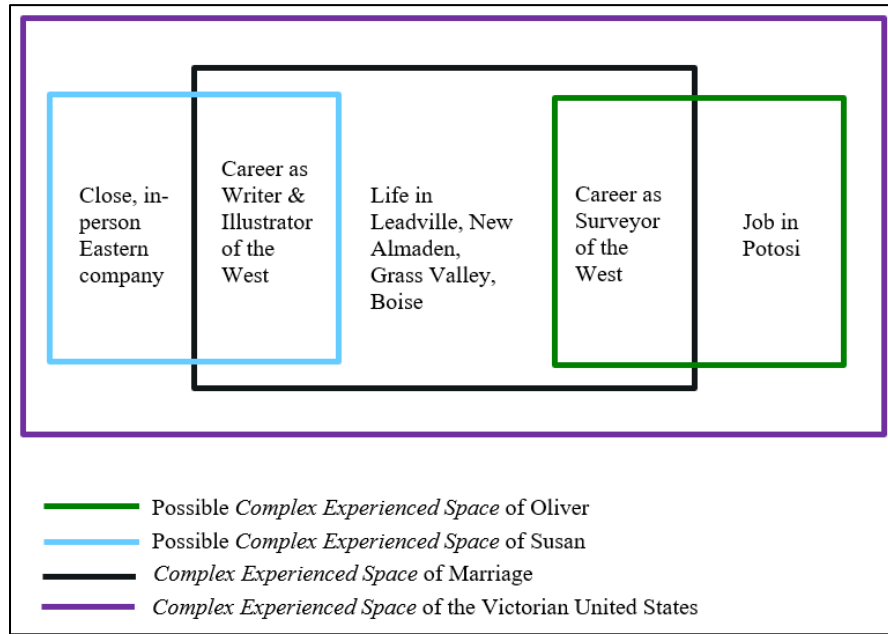 Close, in-
person
Eastern
company
Career as
Writer &
Illustrator
of the
West
Life in
Leadville, New
Almaden,
Grass Valley,
Boise
Career as
Surveyor
of the
West
Job in
Potosi
Possible Complex Experienced Space of Oliver
Possible Complex Experienced Space of Susan
Complex Experienced Space of Marriage
Complex Experienced Space of the Victorian United States